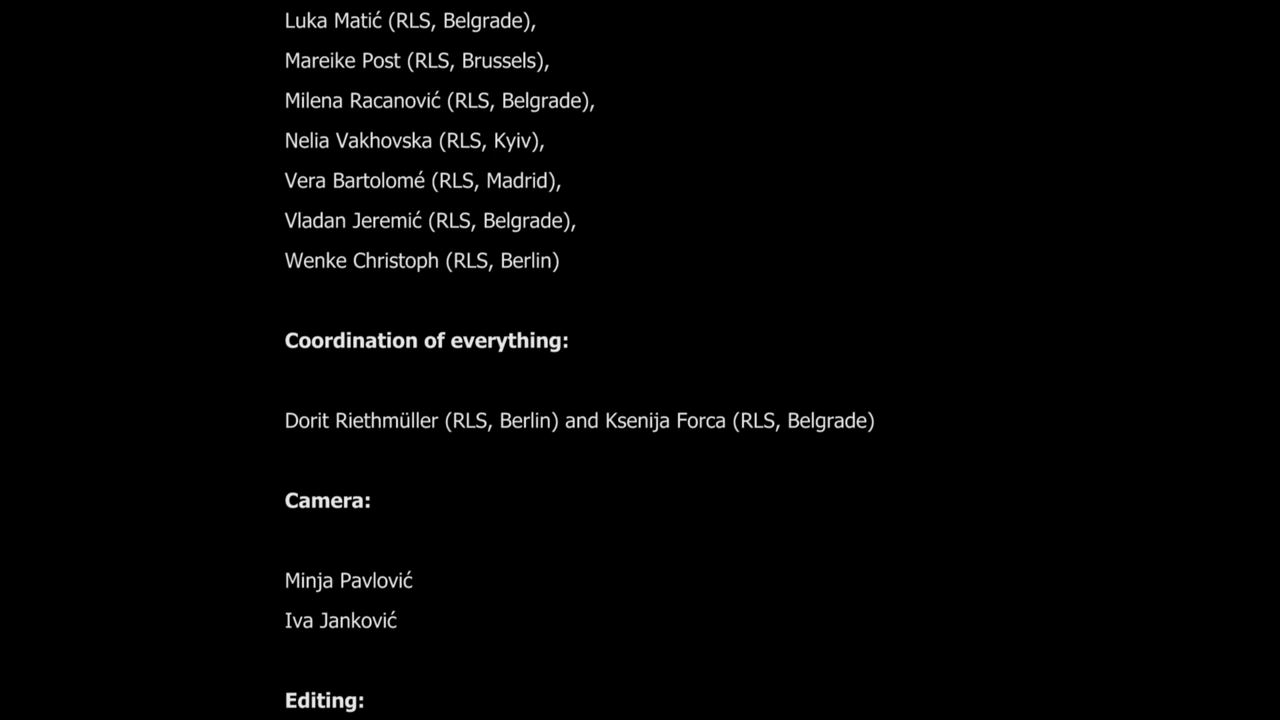 Luka Matić (RLS, Belgrade),
Mareike Post (RLS, Brussels),
Milena Racanović (RLS, Belgrade),
Nelia Vakhovska (RLS, Kyiv),
Vera Bartolomé (RLS, Madrid),
Vladan Jeremić (RLS, Belgrade),
Wenke Christoph (RLS, Berlin)
Coordination of everything:
Dorit Riethmüller (RLS, Berlin) and Ksenija Forca (RLS, Belgrade)
Camera:
Minja Pavlović
Iva Janković
Editing: